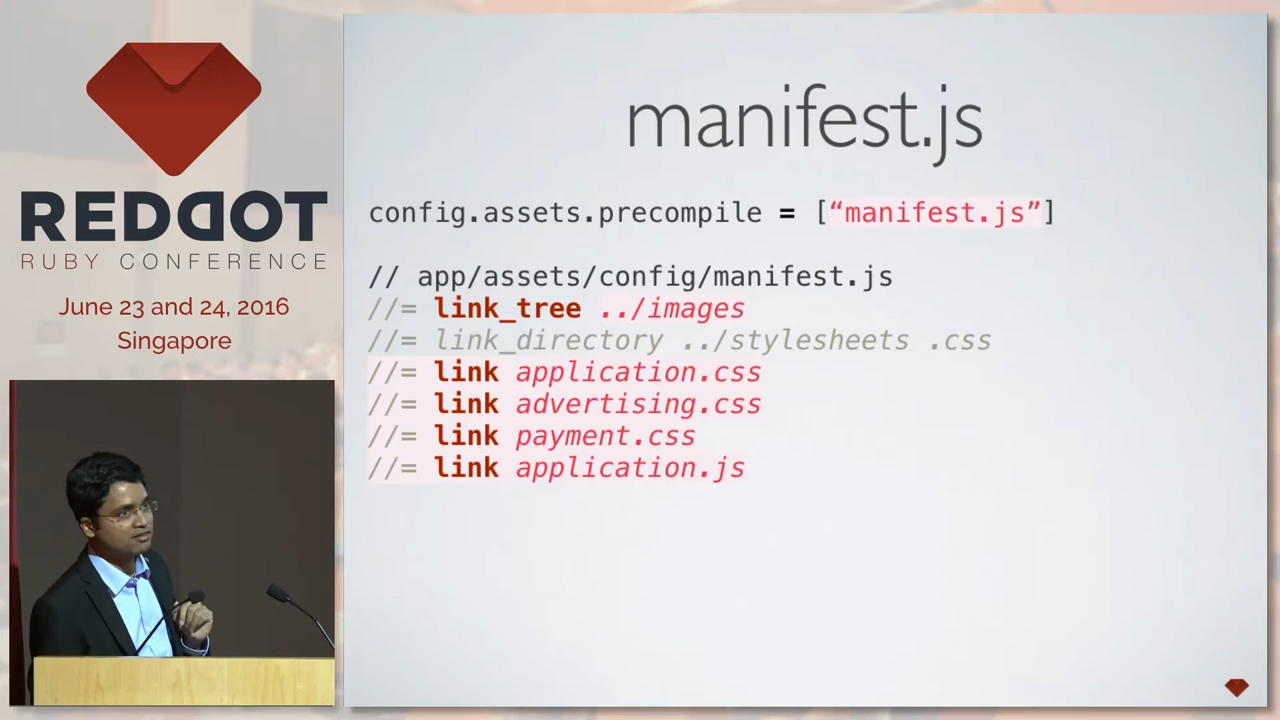 REDDOT
RUBY CONFERENCE
June 23 and 24, 2016
Singapore
manifest.js
config.assets.precompile = [“manifest.js”]
// app/assets/config/manifest.js
//= link_tree ../images
//= link_directory ../stylesheets .css
//= link application.css
//= link advertising.css
//= link payment.css
//= link application.js